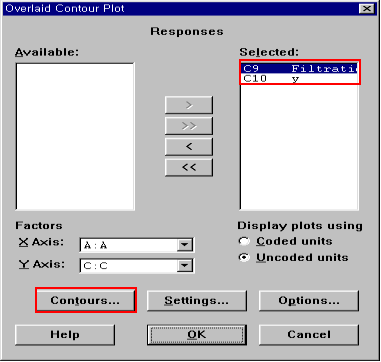 Overlaid Contour Plot
Responses
Available:
Selected:
C9 Filtratio
C10 y
>
>>
<
<<
Factors
X Axis: A:A
Y Axis: C:C
Display plots using
Coded units
Uncoded units
Contours...
Settings...
Options...
Help
OK
Cancel